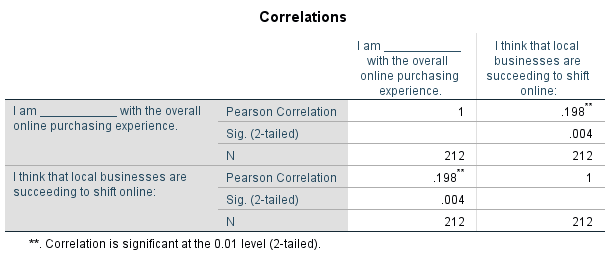 Correlations
I am ____________
with the overall
online purchasing
experience.
I think that local
businesses are
succeeding to shift
online:
I am ____________ with the overall
online purchasing experience.
Pearson Correlation 1 .198**
Sig. (2-tailed) .004
N 212 212
I think that local businesses are
succeeding to shift online:
Pearson Correlation .198** 1
Sig. (2-tailed) .004
N 212 212
**. Correlation is significant at the 0.01 level (2-tailed).